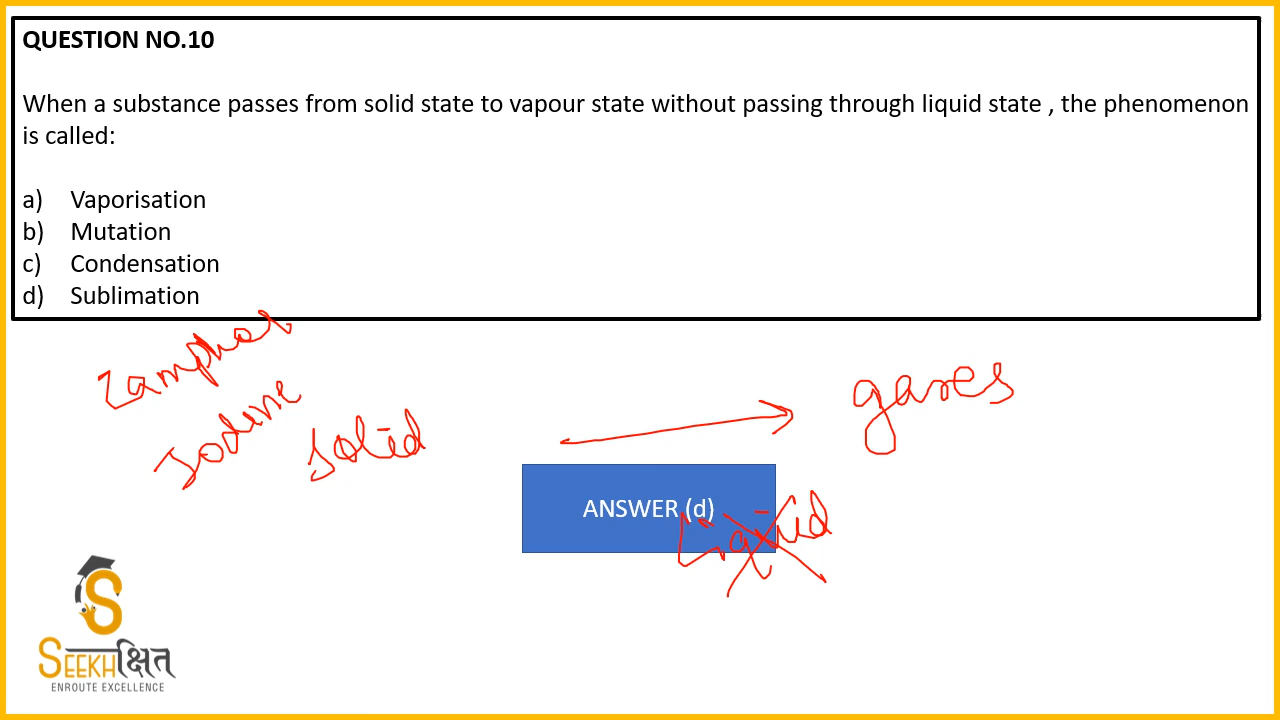 QUESTION NO.10
When a substance passes from solid state to vapour state without passing through liquid state , the phenomenon
is called:
a) Vaporisation
b) Mutation
c) Condensation
d) Sublimation
Camphor
Iodine
solid
gases
ANSWER (d)
Liquid
SEEKHक्षित
ENROUTE EXCELLENCE